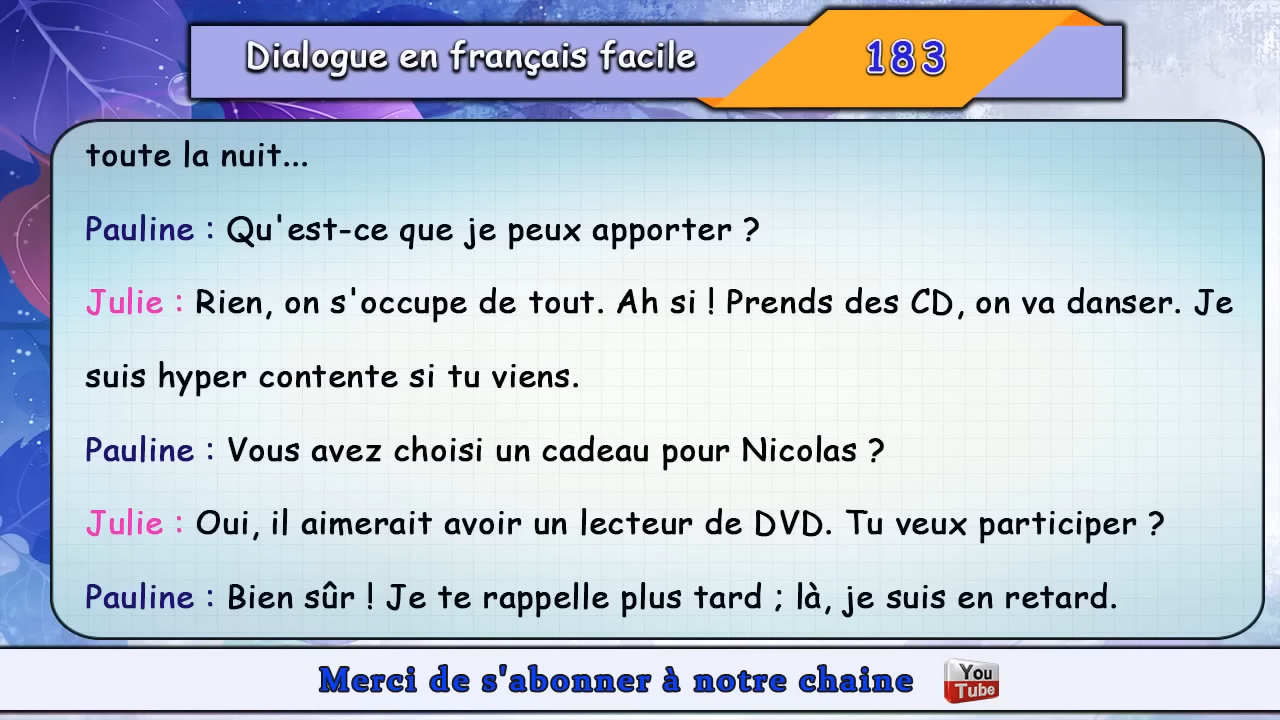 Dialogue en français facile
183
toute la nuit...
Pauline : Qu'est-ce que je peux apporter ?
Julie : Rien, on s'occupe de tout. Ah si ! Prends des CD, on va danser. Je
suis hyper contente si tu viens.
Pauline : Vous avez choisi un cadeau pour Nicolas ?
Julie : Oui, il aimerait avoir un lecteur de DVD. Tu veux participer ?
Pauline : Bien sûr ! Je te rappelle plus tard ; là, je suis en retard.
Merci de s'abonner à notre chaine
You
Tube